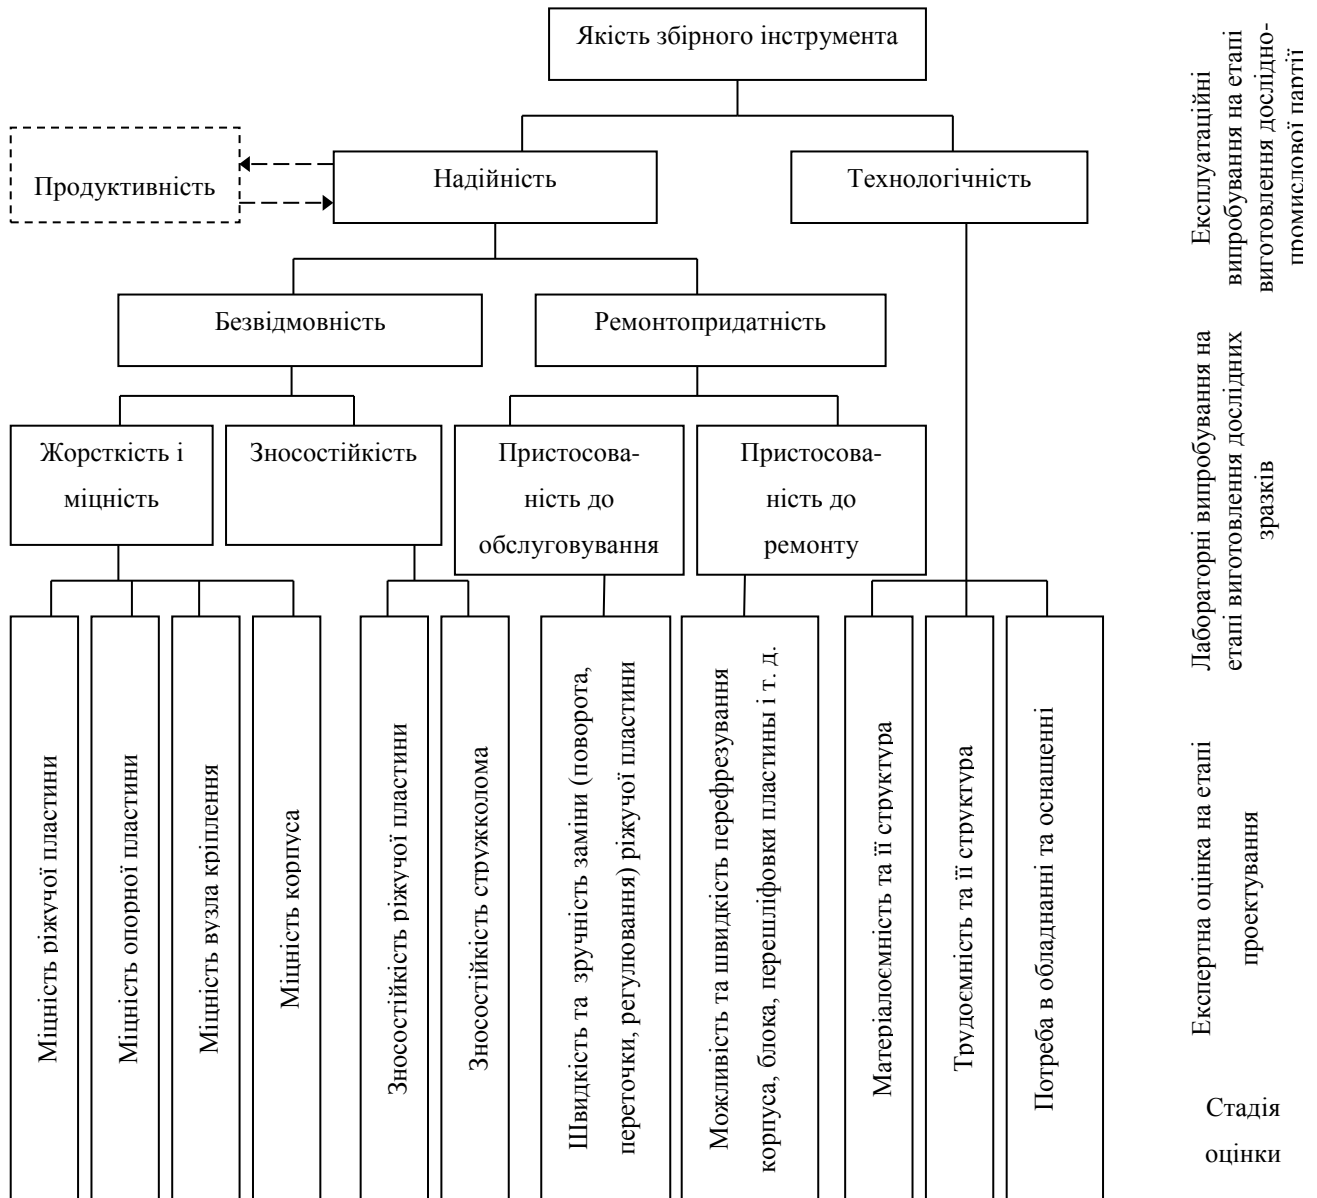 Якість збірного інструмента
Продуктивність
Надійність
Технологічність
Безвідмовність
Ремонтопридатність
Жорсткість і
міцність
Зносостійкість
Пристосова-
ність до
обслуговування
Пристосова-
ність до
ремонту
Міцність ріжучої пластини
Міцність опорної пластини
Міцність вузла кріплення
Міцність корпуса
Зносостійкість ріжучої пластини
Зносостійкість стружколома
Швидкість та зручність заміни (поворота,
переточки, регулювання) ріжучої пластини
Можливість та швидкість перефрезування
корпуса, блока, перешліфовки пластины і т. д.
Матеріалоємність та її структура
Трудоємність та її структура
Потреба в обладнанні та оснащенні
Експлуатаційні
випробування на етапі
виготовлення дослідно-
промислової партії
Лабораторні випробування на
етапі виготовлення дослідних
зразків
Експертна оцінка на етапі
проектування
Стадія
оцінки